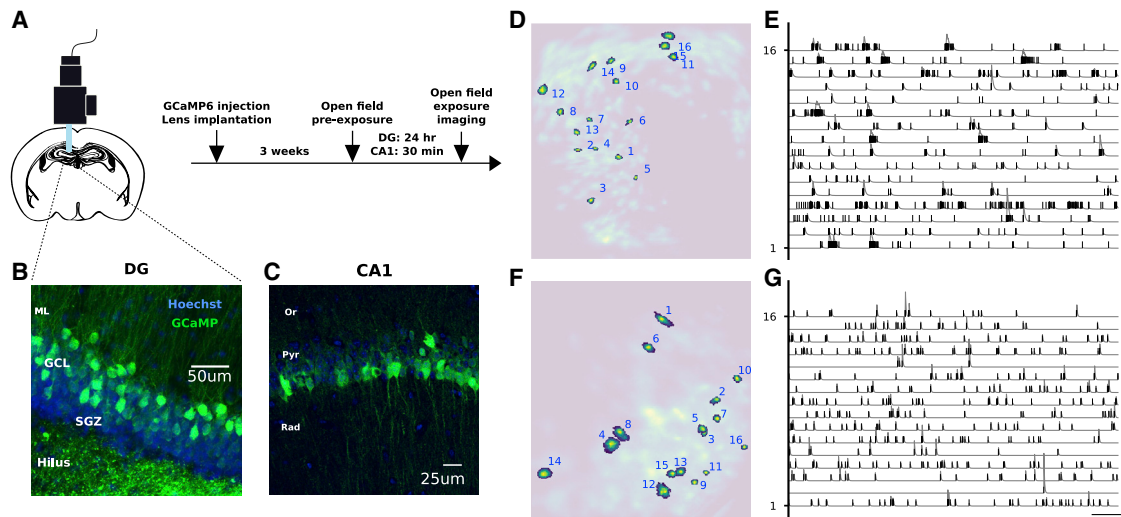 A
GCaMP6 injection
Lens implantation
3 weeks
Open field
pre-exposure
DG: 24 hr
CA1: 30 min
Open field
exposure
imaging
B
DG
Hoechst
GCaMP
ML
GCL
50um
SGZ
Hilus
C
CA1
Or
Pyr
Rad
25um
D
16
15
11
9
14
10
12
8
7
6
13
2
4
1
5
3
E
16
1
F
1
6
10
2
7
5
3
8
4
16
14
15
13
11
12
9
G
16
1